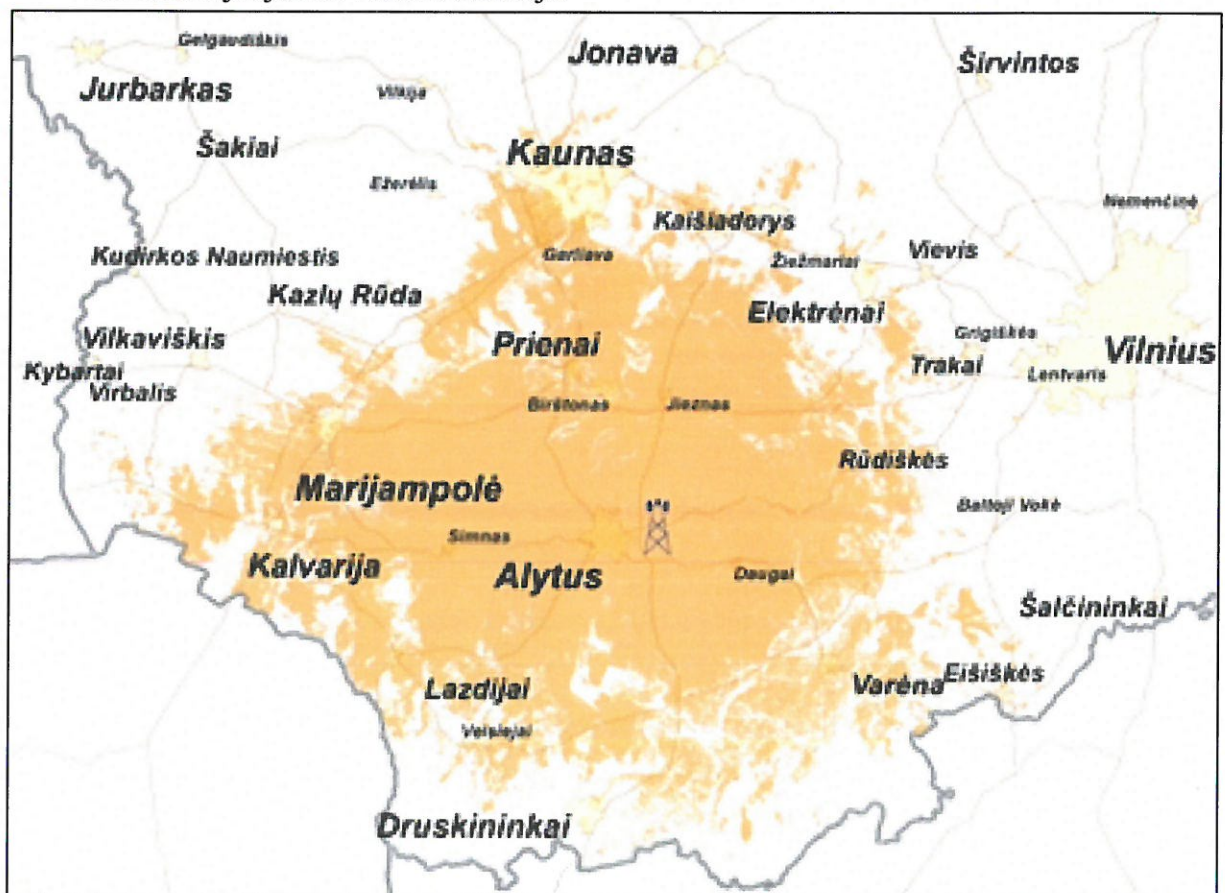 Gelgaudiškis
Jonava
Širvintos
Jurbarkas
Vilkija
Šakiai
Kaunas
Ežerėlis
Nemenčinė
Kaišiadorys
Kudirkos Naumiestis
Garliava
Žiežmariai
Vievis
Kazlų Rūda
Elektrėnai
Vilkaviškis
Prienai
Grigiškės
Vilnius
Kybartai
Trakai
Lentvaris
Virbalis
Birštonas
Jieznas
Rūdiškės
Marijampolė
Baltoji Vokė
Simnas
Kalvarija
Alytus
Daugai
Šalčininkai
Lazdijai
Varėna
Eišiškės
Veisiejai
Druskininkai